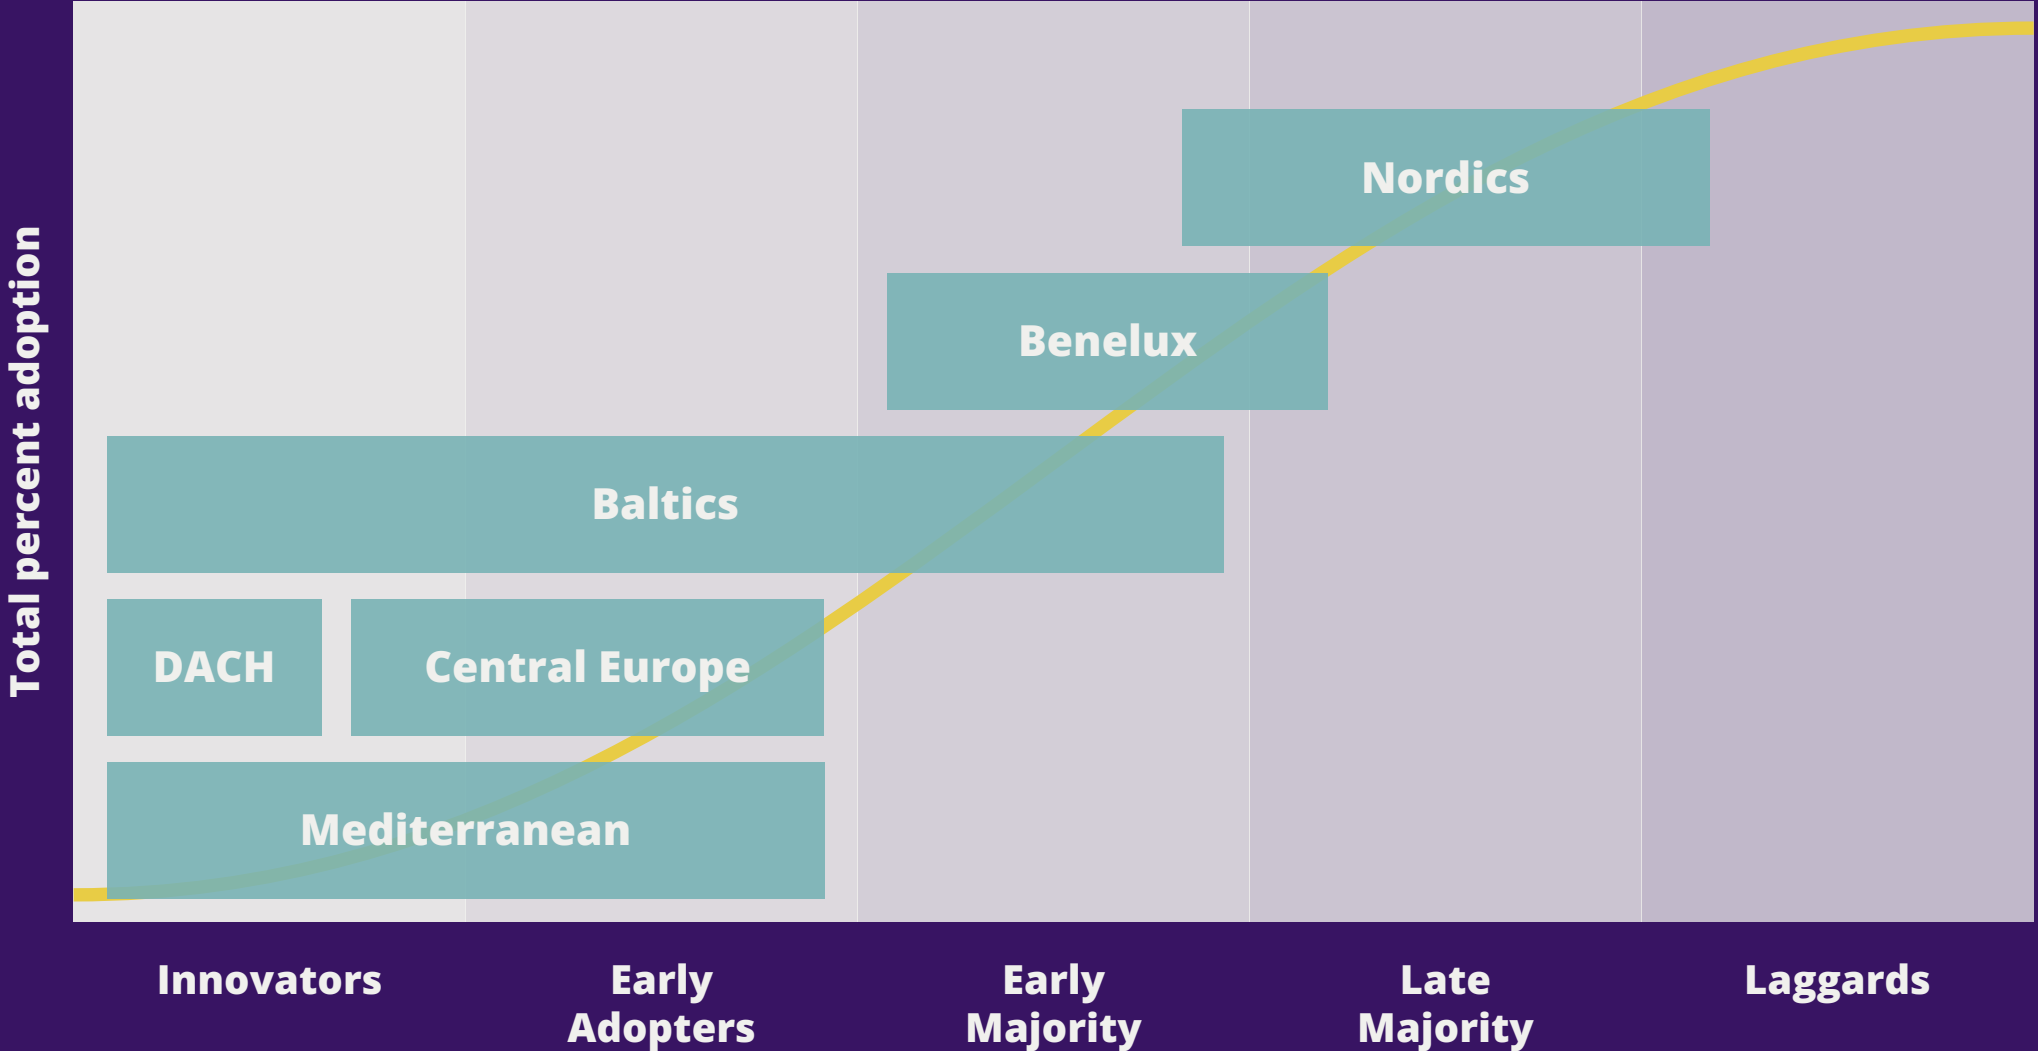 Total percent adoption
Nordics
Benelux
Baltics
DACH
Central Europe
Mediterranean
Innovators
Early
Adopters
Early
Majority
Late
Majority
Laggards